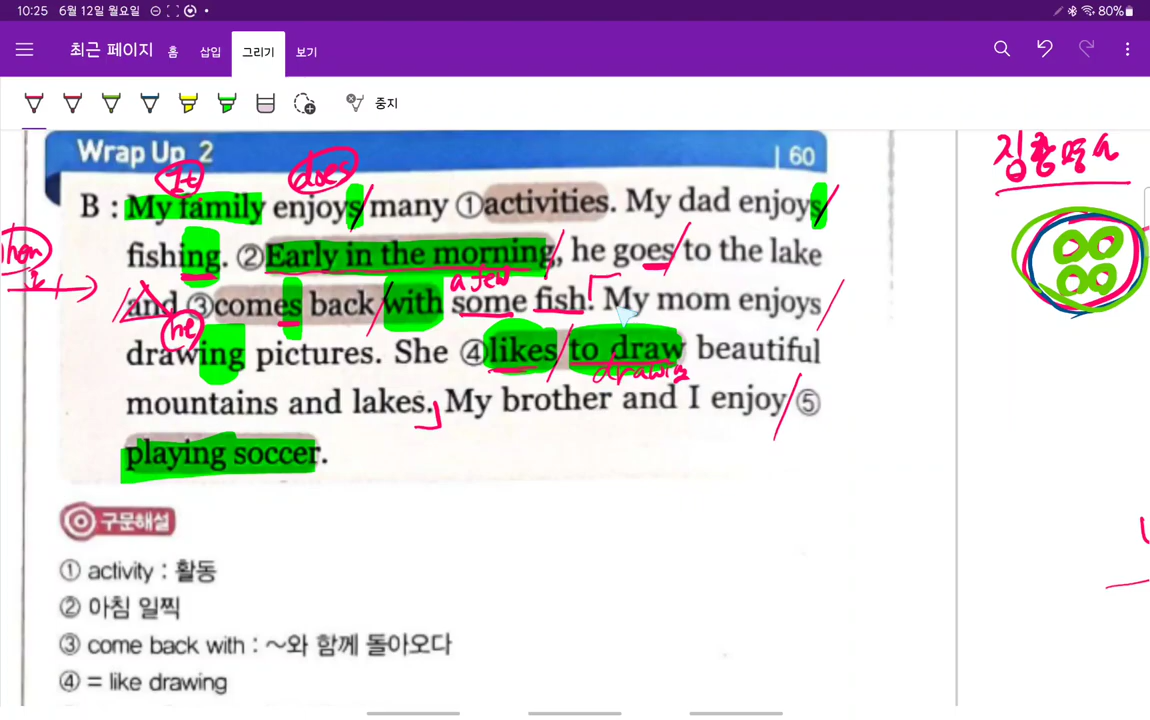 10:25 6월 12일 월요일 80%
최근 페이지 홈 삽입 그리기 보기
중지
Wrap Up 2 | 60
집합명사
It does
B : My family enjoys many ①activities. My dad enjoys
fishing. ②Early in the morning, he goes to the lake
then
a few
and ③comes back with some fish. My mom enjoys
he
drawing pictures. She ④likes to draw beautiful
drawing
mountains and lakes. My brother and I enjoy ⑤
playing soccer.
구문해설
① activity : 활동
② 아침 일찍
③ come back with : ~와 함께 돌아오다
④ = like drawing